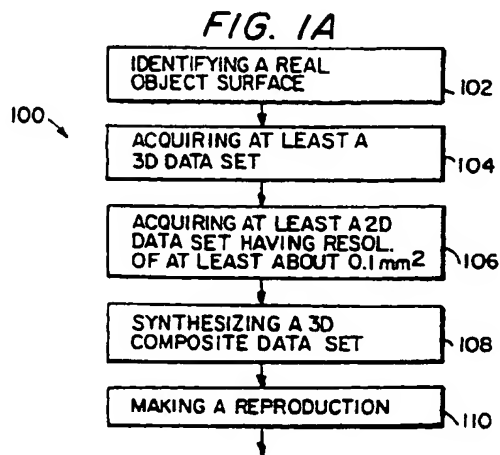 FIG. 1A
IDENTIFYING A REAL
OBJECT SURFACE
102
100
ACQUIRING AT LEAST A
3D DATA SET
104
ACQUIRING AT LEAST A 2D
DATA SET HAVING RESOL.
OF AT LEAST ABOUT 0.1 mm²
106
SYNTHESIZING A 3D
COMPOSITE DATA SET
108
MAKING A REPRODUCTION
110